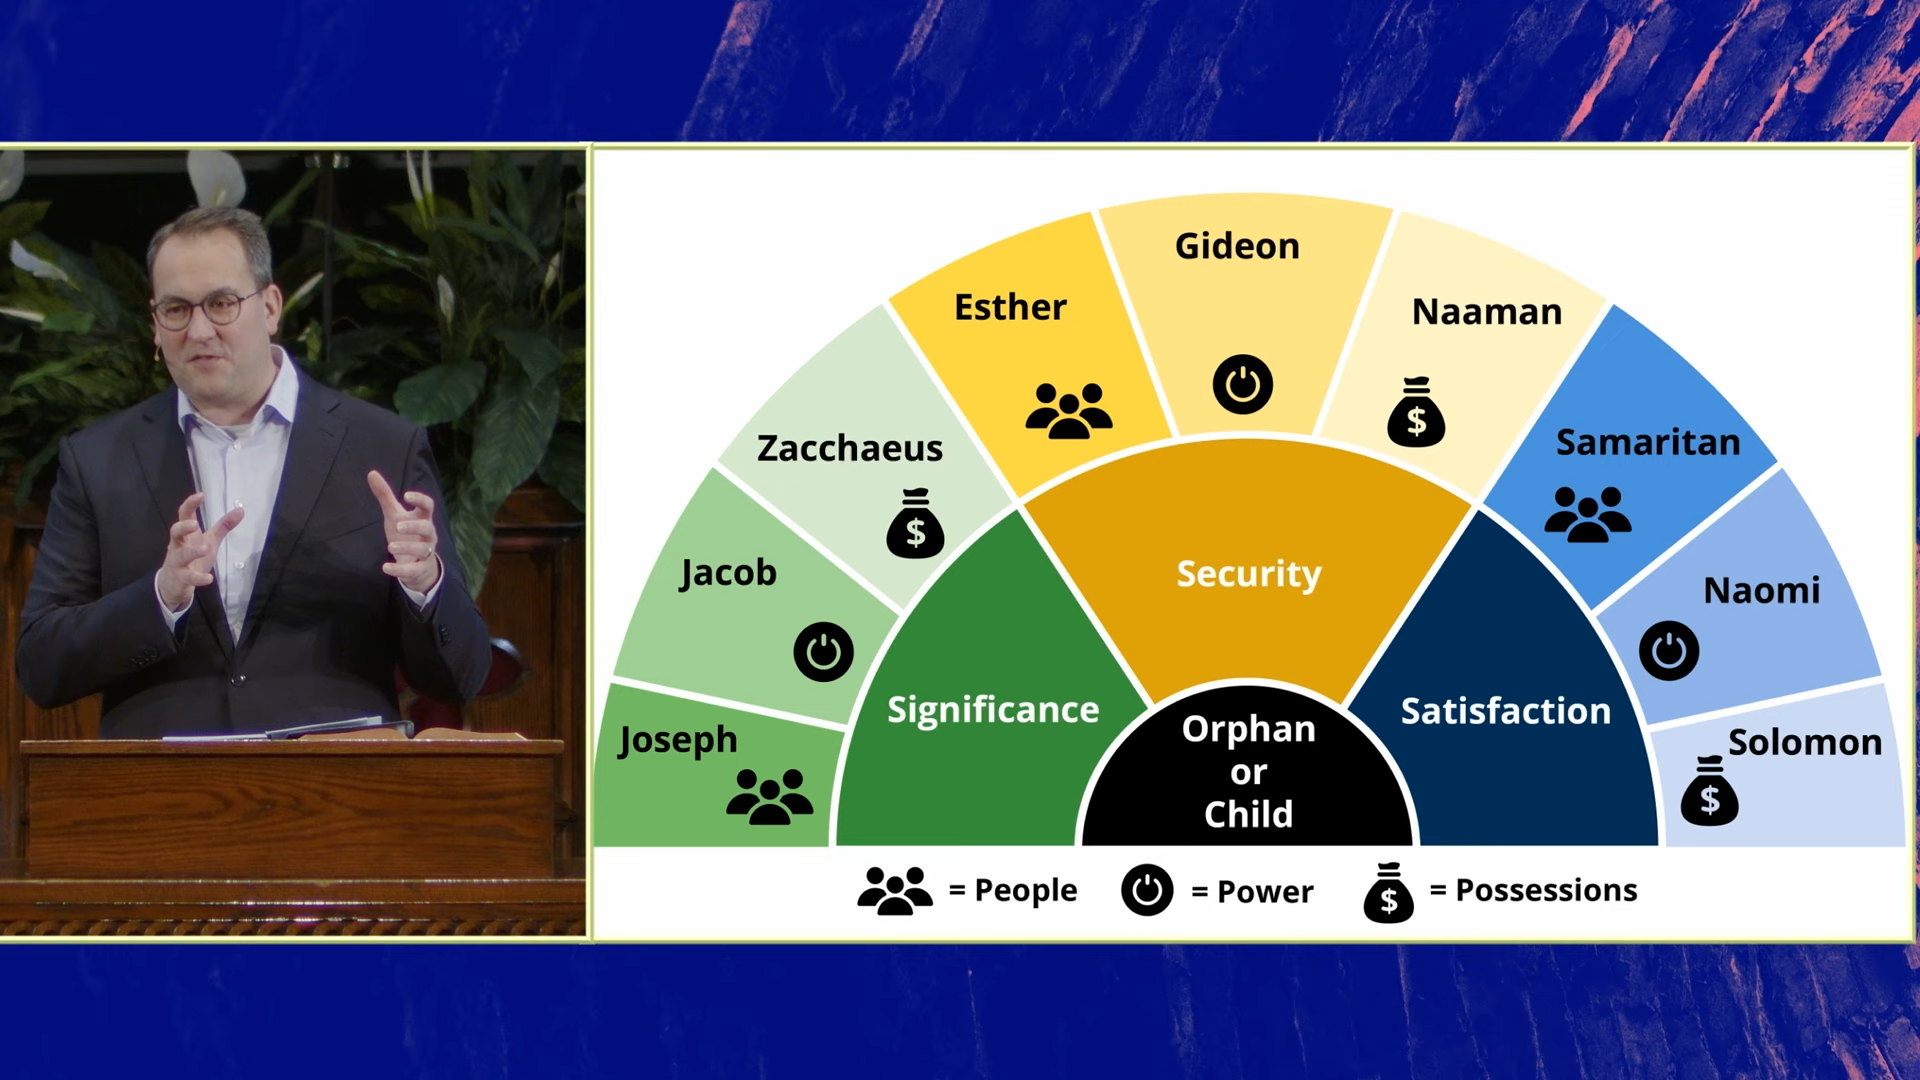 Gideon
Esther
Naaman
Zacchaeus
$
$
Samaritan
$
Jacob
Security
Naomi
Significance
Satisfaction
Joseph
Orphan
or
Child
Solomon
$
= People
= Power
$
= Possessions